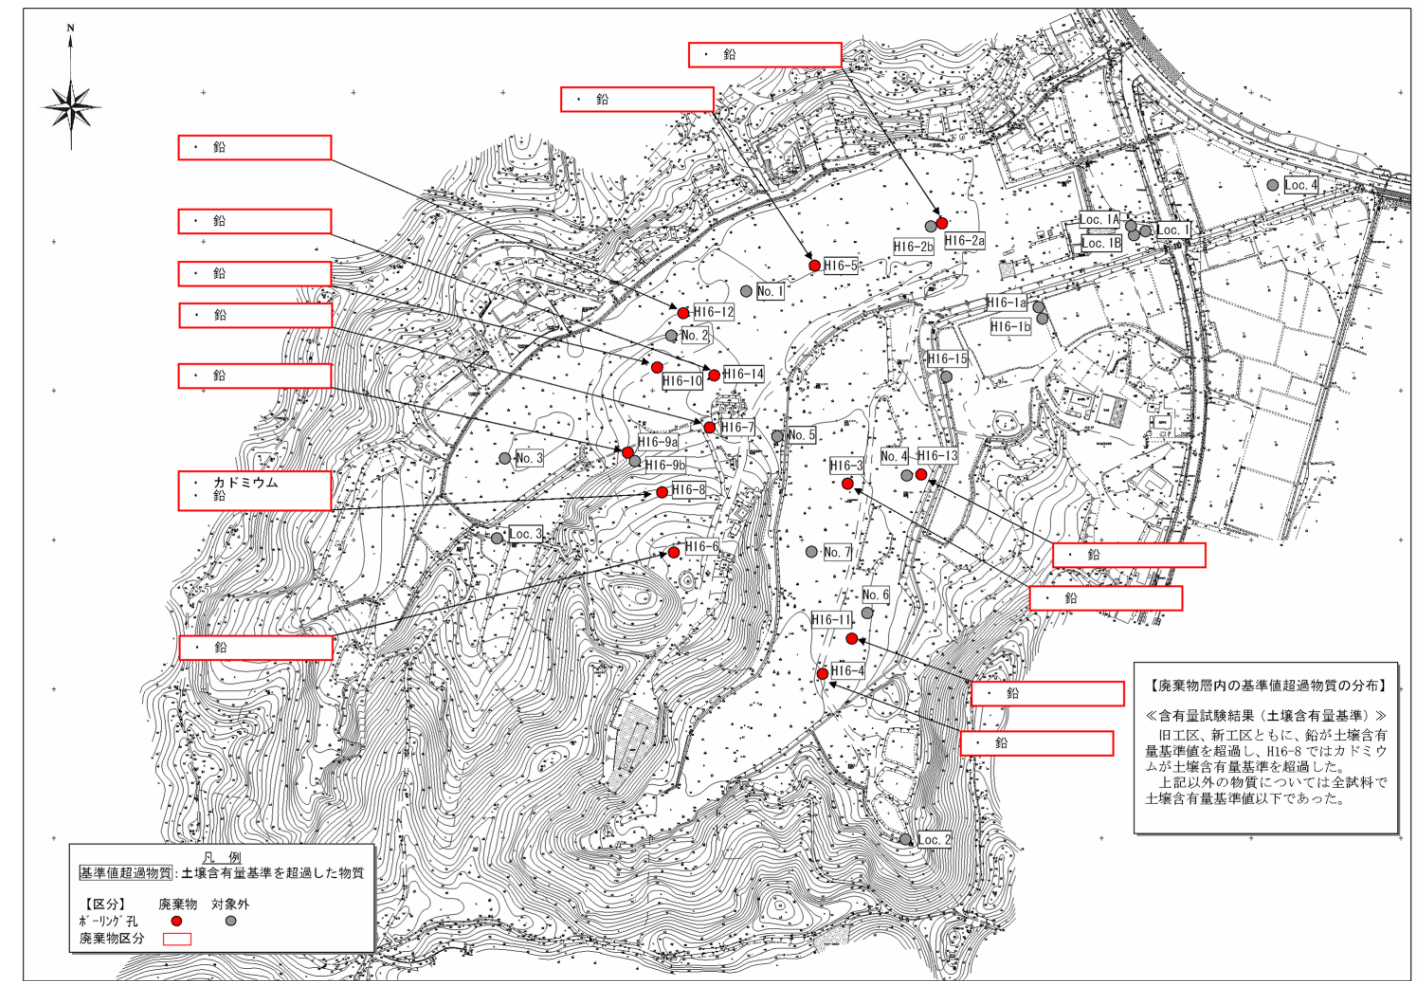 N
・ 鉛
・ 鉛
・ 鉛
・ 鉛
・ 鉛
・ 鉛
・ 鉛
・ カドミウム
・ 鉛
・ 鉛
・ 鉛
・ 鉛
・ 鉛
・ 鉛
Loc. 4
Loc. 1A
Loc. 1
Loc. 1B
H16-2b
H16-2a
H16-5
No. 1
H16-1a
H16-1b
H16-12
No. 2
H16-15
H16-10
H16-14
H16-7
No. 5
H16-9a
H16-9b
No. 3
H16-3
No. 4
H16-13
H16-8
Loc. 3
H16-6
No. 7
No. 6
H16-11
H16-4
Loc. 2
【廃棄物層内の基準値超過物質の分布】
≪含有量試験結果（土壌含有量基準）≫
旧工区、新工区ともに、鉛が土壌含有
量基準値を超過し、H16-8 ではカドミウ
ムが土壌含有量基準を超過した。
上記以外の物質については全試料で
土壌含有量基準値以下であった。
凡 例
基準値超過物質：土壌含有量基準を超過した物質
【区分】 廃棄物 対象外
ﾎﾞｰﾘﾝｸﾞ孔
廃棄物区分